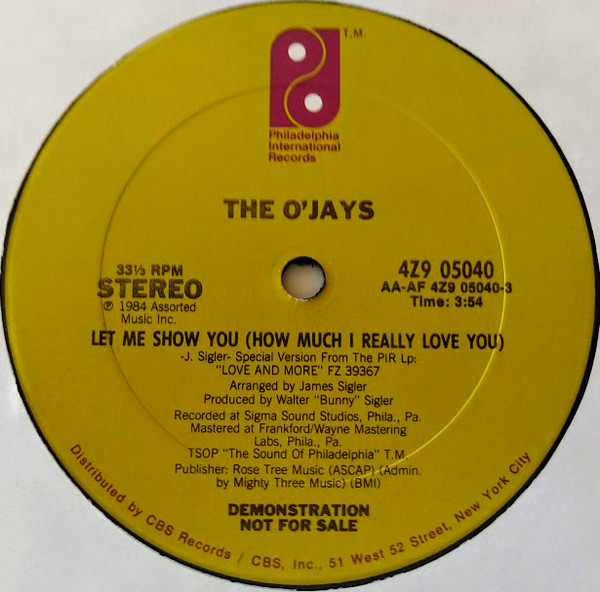 T.M.
Philadelphia
International
Records
THE O'JAYS
33⅓ RPM
STEREO
℗ 1984 Assorted
Music Inc.
4Z9 05040
AA-AF 4Z9 05040-3
Time: 3:54
LET ME SHOW YOU (HOW MUCH I REALLY LOVE YOU)
-J. Sigler- Special Version From The PIR Lp:
"LOVE AND MORE" FZ 39367
Arranged by James Sigler
Produced by Walter "Bunny" Sigler
Recorded at Sigma Sound Studios, Phila., Pa.
Mastered at Frankford/Wayne Mastering
Labs, Phila., Pa.
TSOP "The Sound Of Philadelphia" T.M.
Publisher: Rose Tree Music (ASCAP) (Admin.
by Mighty Three Music) (BMI)
DEMONSTRATION
NOT FOR SALE
Distributed by CBS Records / CBS, Inc., 51 West 52 Street, New York City